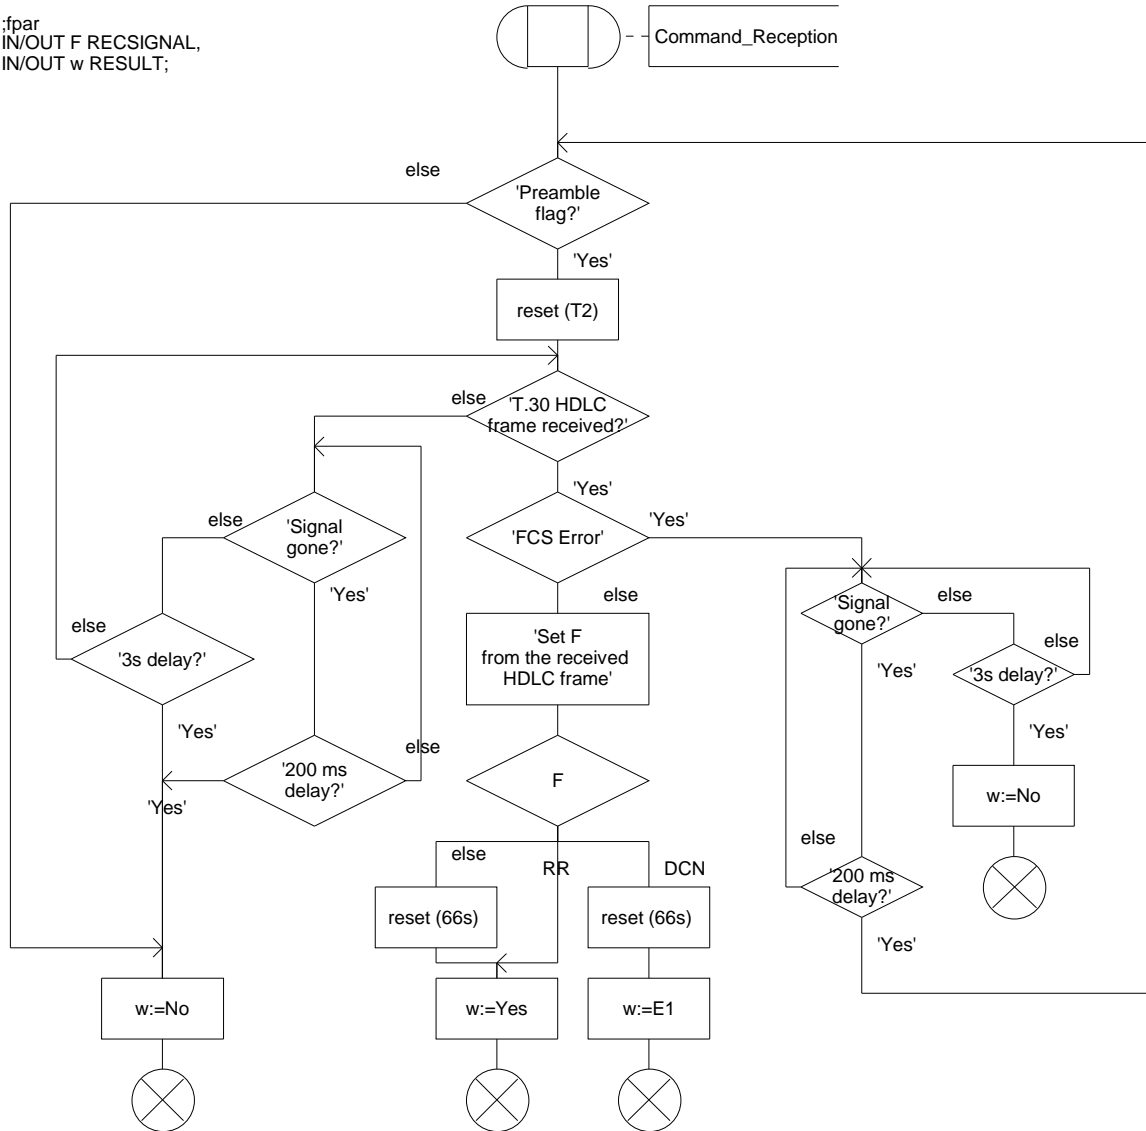 ;fpar
IN/OUT F RECSIGNAL,
IN/OUT w RESULT;
Command_Reception
else
'Preamble
flag?'
'Yes'
reset (T2)
else
'T.30 HDLC
frame received?'
'Yes'
else
'Signal
gone?'
'Yes'
'FCS Error'
'Yes'
else
else
'3s delay?'
'Yes'
'200 ms
delay?'
else
'Yes'
'Set F
from the received
HDLC frame'
F
'Signal
gone?'
else
'Yes'
else
'3s delay?'
'Yes'
w:=No
else
'200 ms
delay?'
'Yes'
else
RR
DCN
reset (66s)
reset (66s)
w:=No
w:=Yes
w:=E1